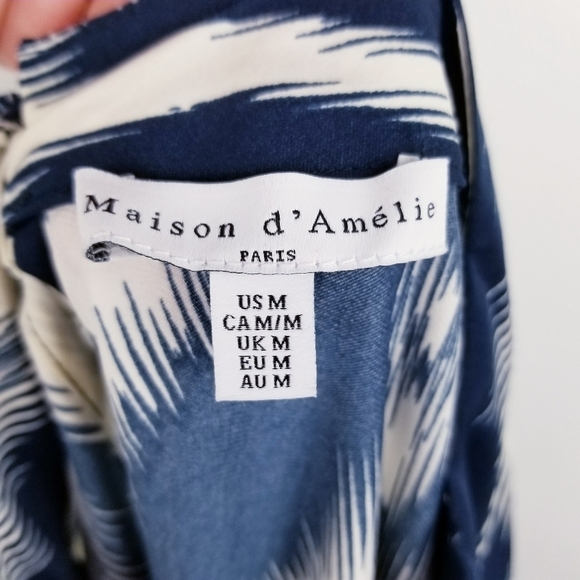 Maison d'Amélie
PARIS
US M
CA M/M
UK M
EU M
AU M